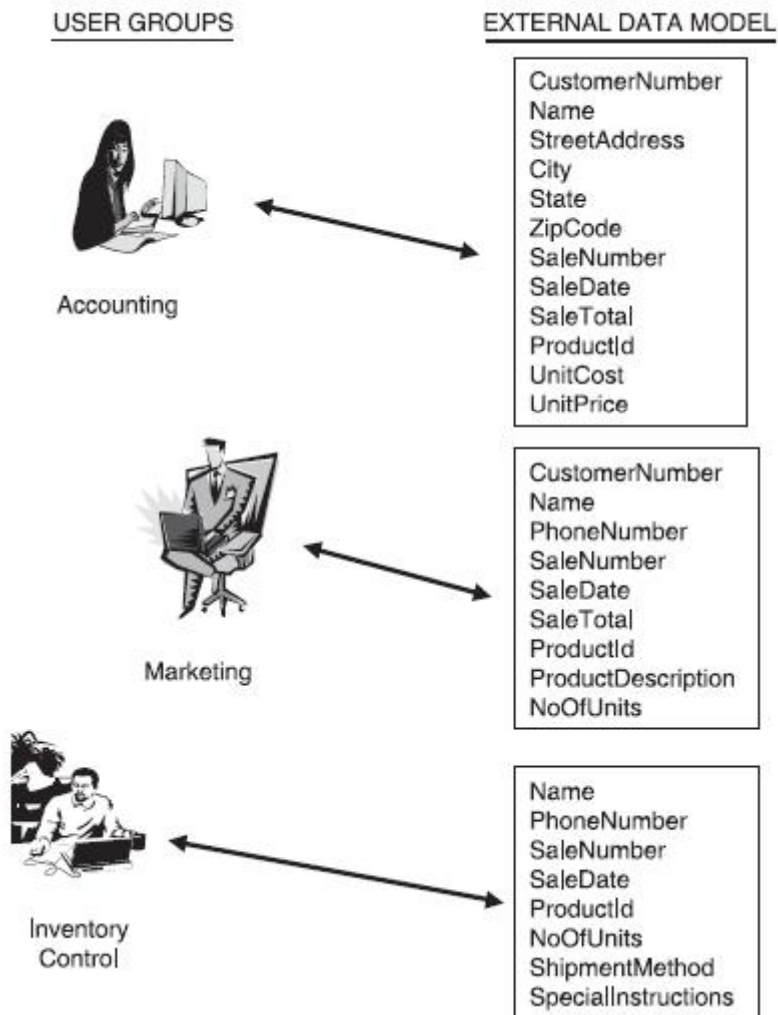 USER GROUPS
EXTERNAL DATA MODEL
Accounting
CustomerNumber
Name
StreetAddress
City
State
ZipCode
SaleNumber
SaleDate
SaleTotal
ProductId
UnitCost
UnitPrice
Marketing
CustomerNumber
Name
PhoneNumber
SaleNumber
SaleDate
SaleTotal
ProductId
ProductDescription
NoOfUnits
Inventory
Control
Name
PhoneNumber
SaleNumber
SaleDate
ProductId
NoOfUnits
ShipmentMethod
SpecialInstructions